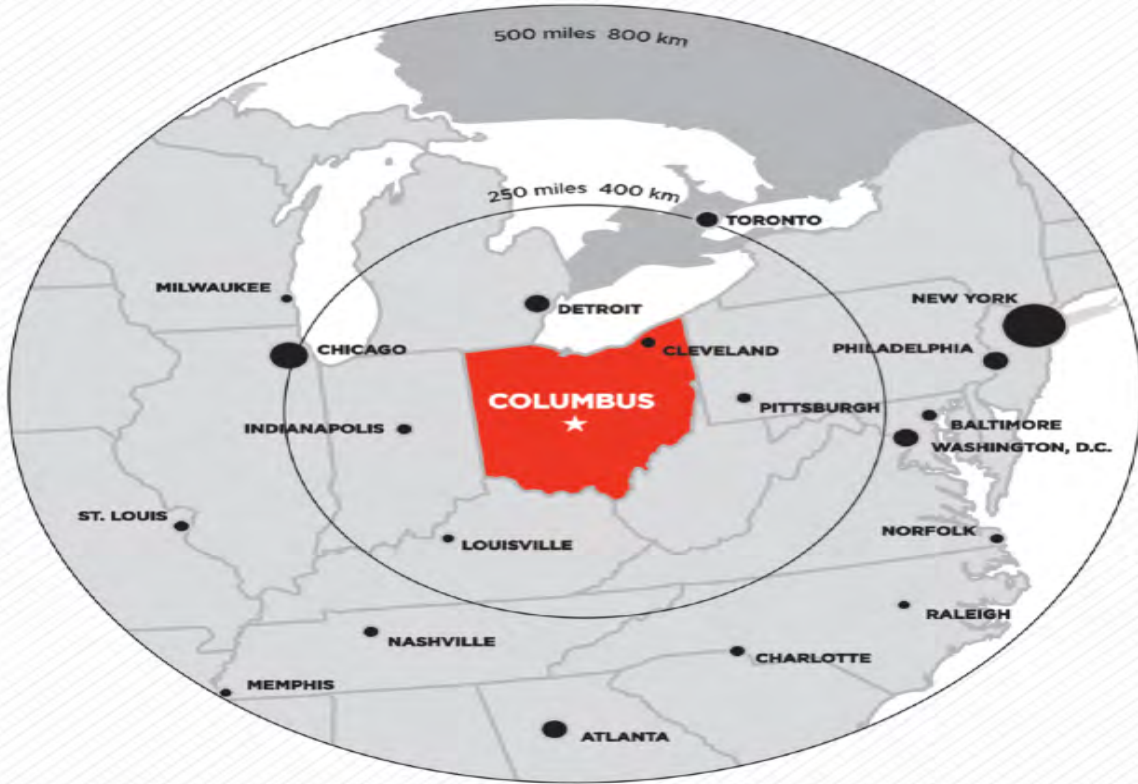 500 miles 800 km
250 miles 400 km
TORONTO
MILWAUKEE
DETROIT
NEW YORK
CHICAGO
CLEVELAND
PHILADELPHIA
COLUMBUS
PITTSBURGH
INDIANAPOLIS
BALTIMORE
WASHINGTON, D.C.
ST. LOUIS
LOUISVILLE
NORFOLK
RALEIGH
NASHVILLE
CHARLOTTE
MEMPHIS
ATLANTA